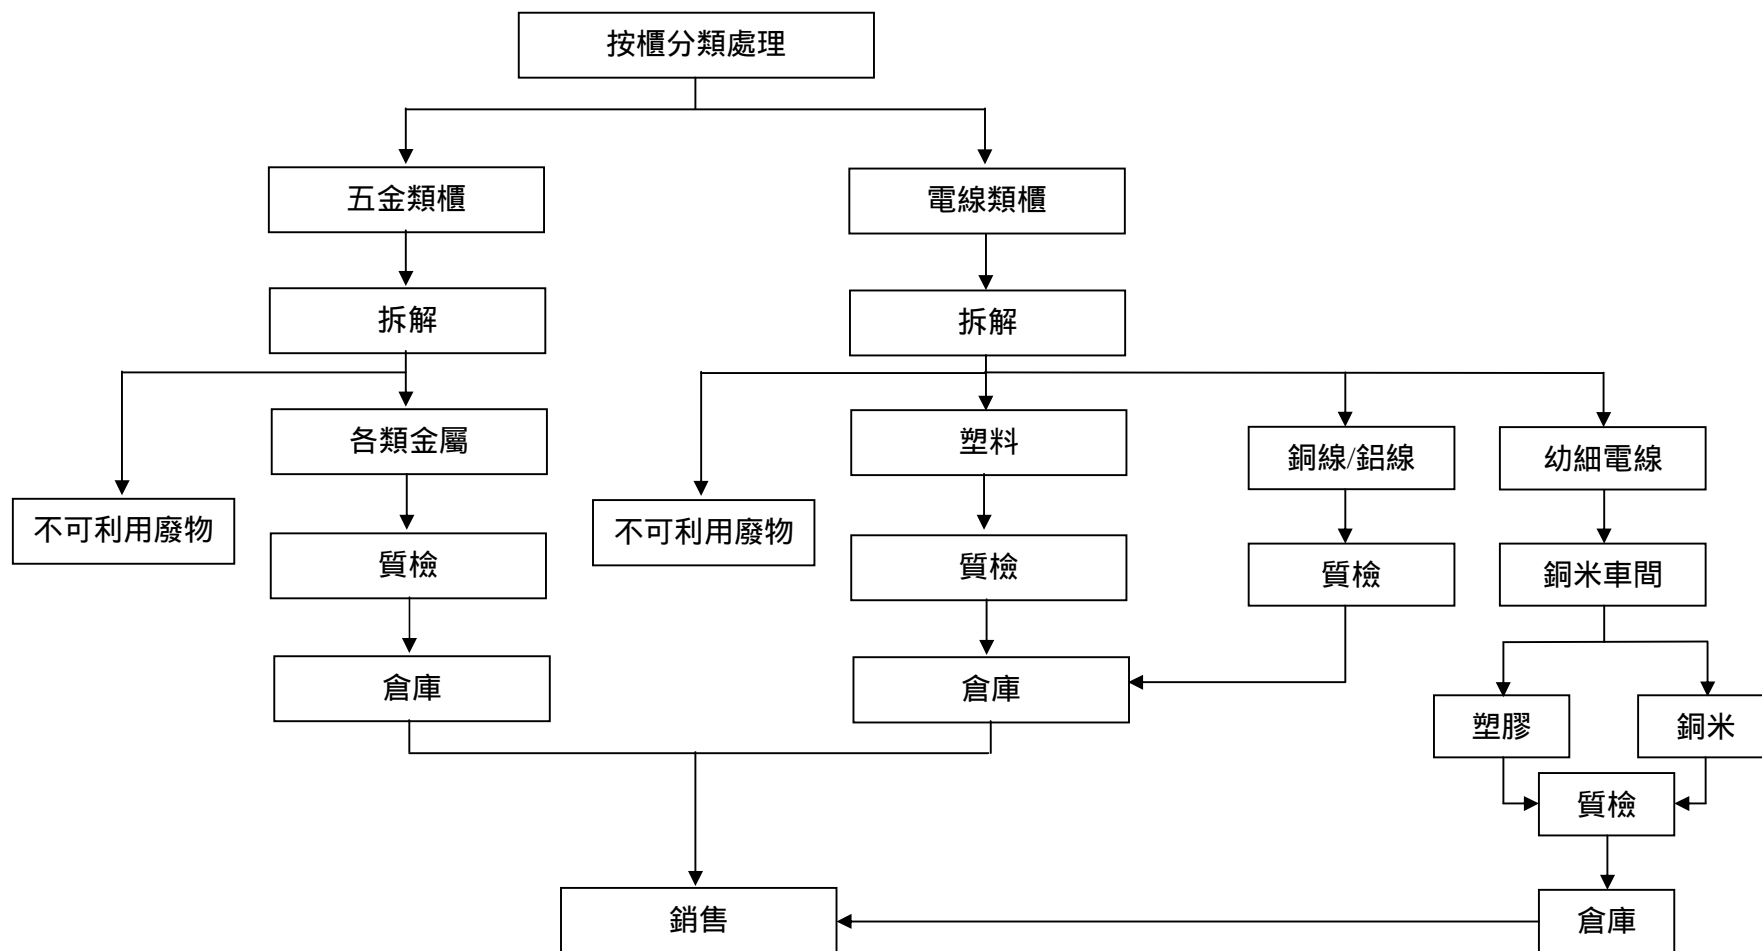 按櫃分類處理
五金類櫃
電線類櫃
拆解
拆解
各類金屬
塑料
銅線/鋁線
幼細電線
不可利用廢物
不可利用廢物
質檢
質檢
質檢
銅米車間
倉庫
倉庫
塑膠
銅米
質檢
銷售
倉庫